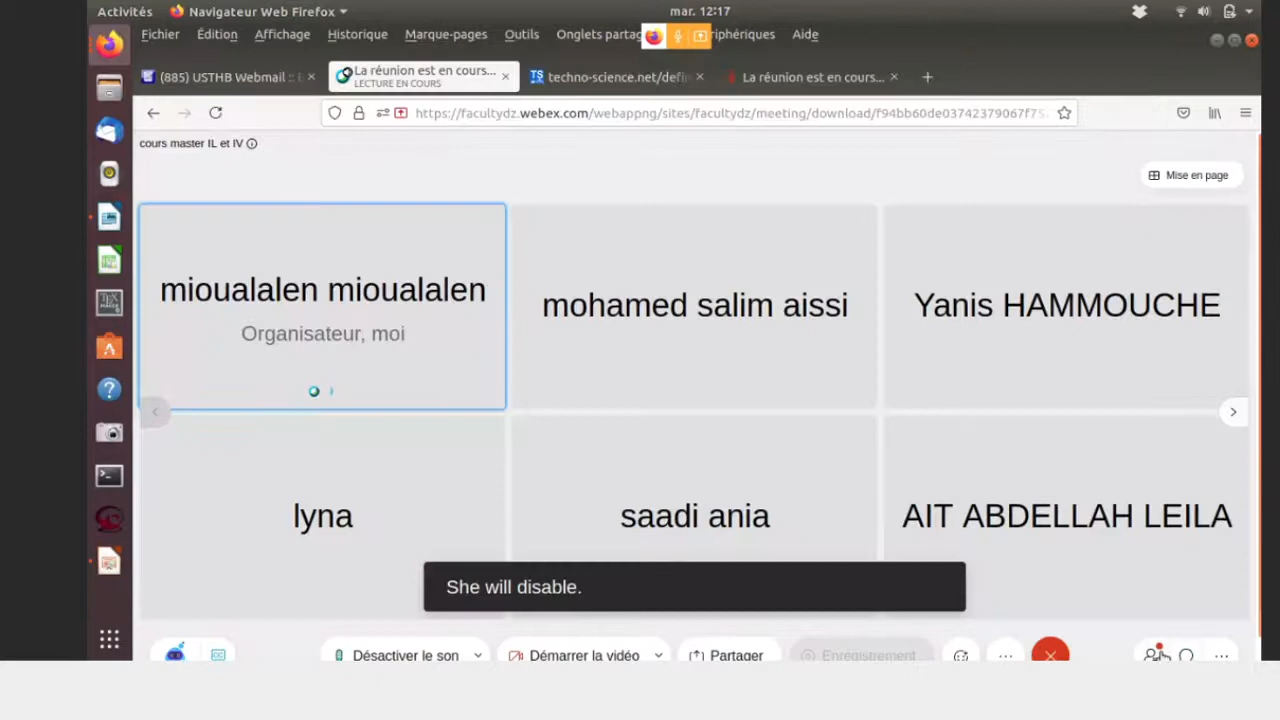 Activités
Navigateur Web Firefox
mar. 12:17
Fichier
Édition
Affichage
Historique
Marque-pages
Outils
Onglets partag
riphériques
Aide
(885) USTHB Webmail ::
La réunion est en cours...
LECTURE EN COURS
TS
techno-science.net/defi
La réunion est en cours...
https://facultydz.webex.com/webappng/sites/facultydz/meeting/download/f94bb60de03742379067f75
cours master IL et IV
Mise en page
mioualalen mioualalen
Organisateur, moi
mohamed salim aissi
Yanis HAMMOUCHE
lyna
saadi ania
AIT ABDELLAH LEILA
She will disable.
CC
Désactiver le son
Démarrer la vidéo
Partager
Enregistrement